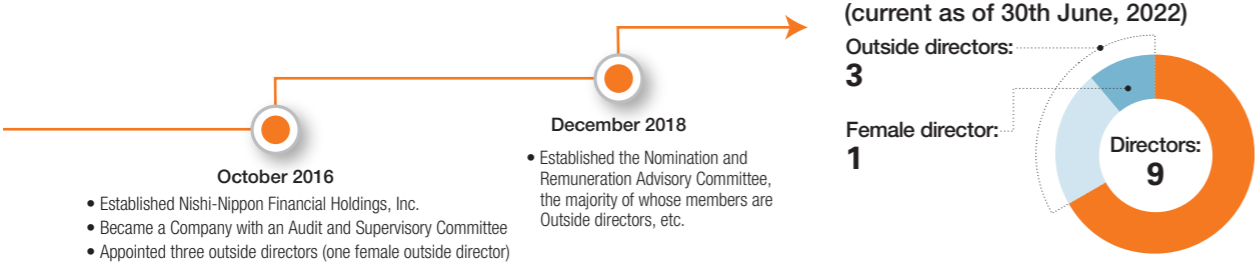 October 2016
• Established Nishi-Nippon Financial Holdings, Inc.
• Became a Company with an Audit and Supervisory Committee
• Appointed three outside directors (one female outside director)
December 2018
• Established the Nomination and
Remuneration Advisory Committee,
the majority of whose members are
Outside directors, etc.
(current as of 30th June, 2022)
Outside directors:
3
Female director:
1
Directors:
9